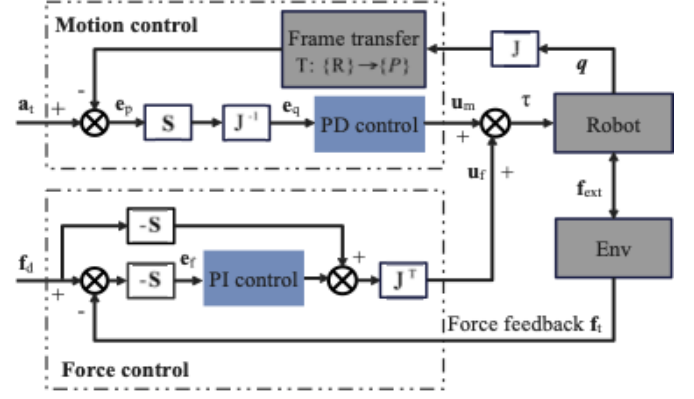 Motion control
Frame transfer
T: {R}→{P}
J
q
-
a_t
+
e_p
S
J⁻¹
e_q
PD control
u_m
+
τ
Robot
u_f
+
f_ext
-S
f_d
+
-
-S
e_f
PI control
+
J^T
Env
Force feedback f_t
Force control